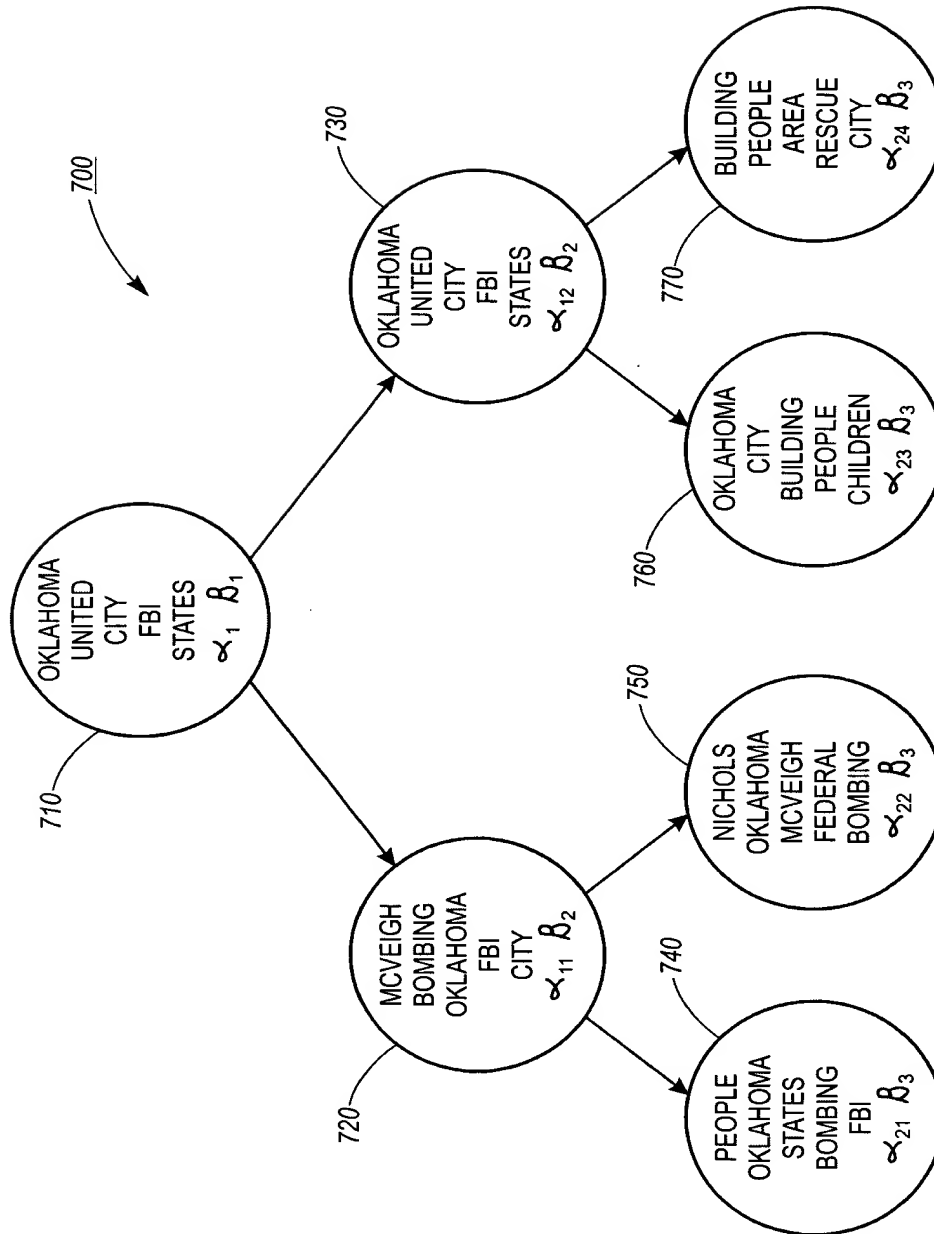 700
710
OKLAHOMA
UNITED
CITY
FBI
STATES
α₁ β₁
720
MCVEIGH
BOMBING
OKLAHOMA
FBI
CITY
α₁₁ β₂
730
OKLAHOMA
UNITED
CITY
FBI
STATES
α₁₂ β₂
740
PEOPLE
OKLAHOMA
STATES
BOMBING
FBI
α₂₁ β₃
750
NICHOLS
OKLAHOMA
MCVEIGH
FEDERAL
BOMBING
α₂₂ β₃
760
OKLAHOMA
CITY
BUILDING
PEOPLE
CHILDREN
α₂₃ β₃
770
BUILDING
PEOPLE
AREA
RESCUE
CITY
α₂₄ β₃